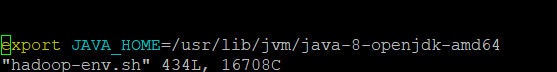 export JAVA_HOME=/usr/lib/jvm/java-8-openjdk-amd64
"hadoop-env.sh" 434L, 16708C